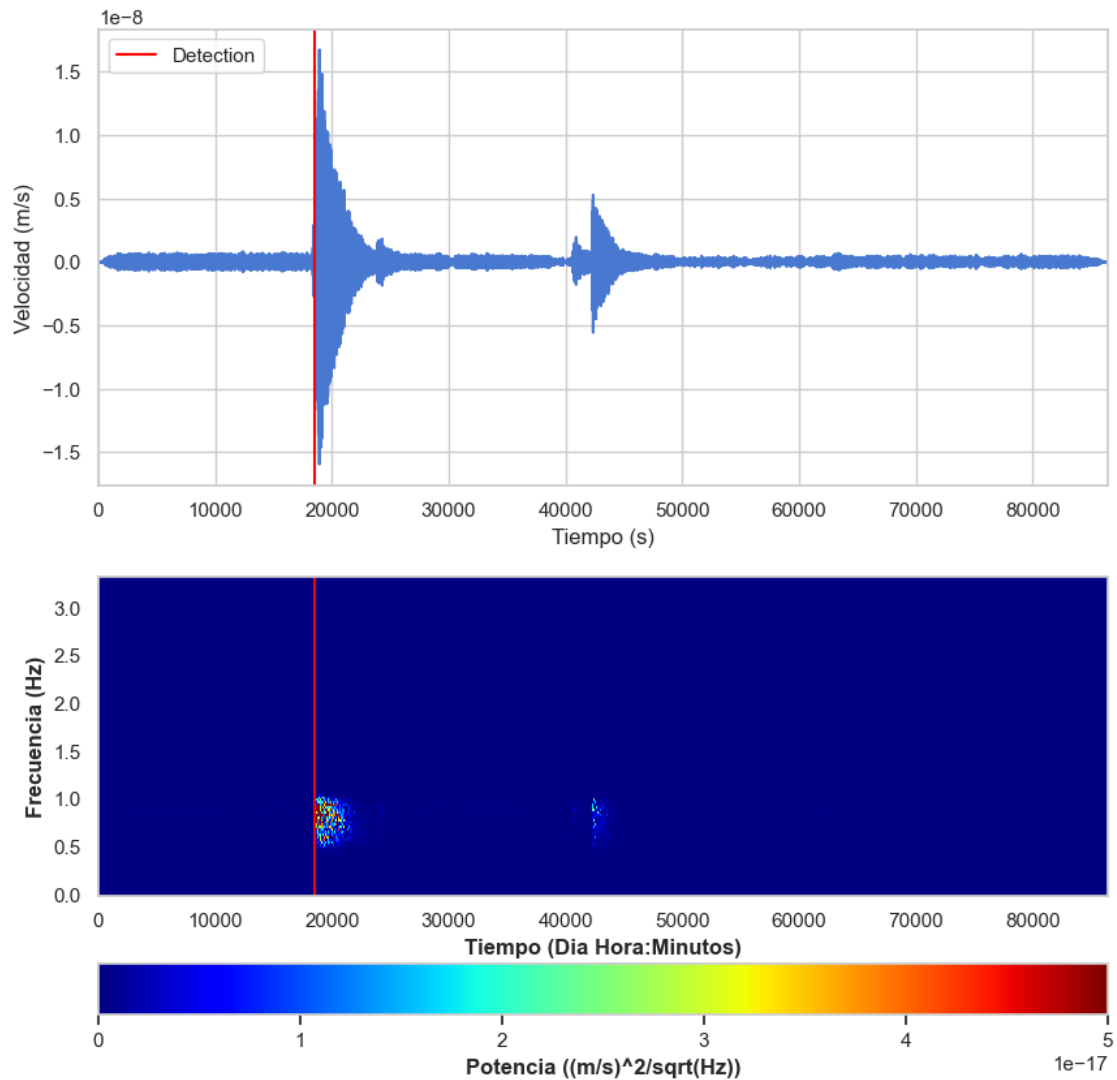 1e−8
Detection
1.5
1.0
0.5
0.0
−0.5
−1.0
−1.5
Velocidad (m/s)
0 10000 20000 30000 40000 50000 60000 70000 80000
Tiempo (s)
3.0
2.5
2.0
1.5
1.0
0.5
0.0
Frecuencia (Hz)
0 10000 20000 30000 40000 50000 60000 70000 80000
Tiempo (Dia Hora:Minutos)
0 1 2 3 4 5
1e−17
Potencia ((m/s)^2/sqrt(Hz))